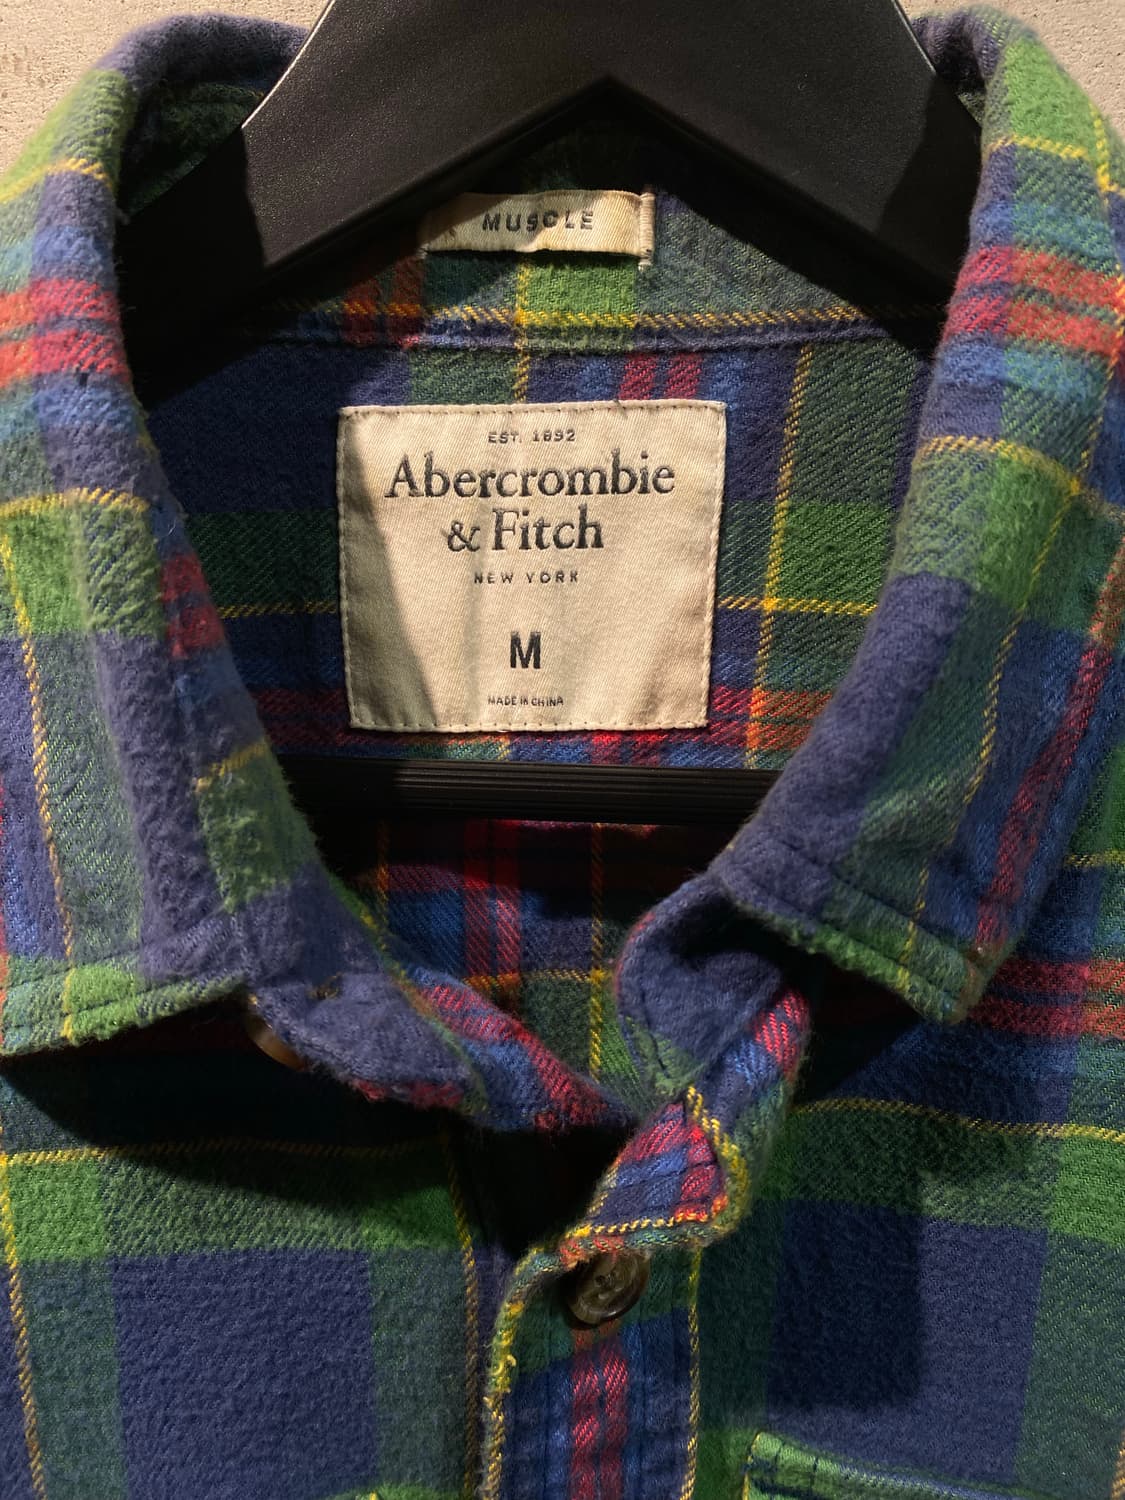 MUSCLE
EST. 1892
Abercrombie
& Fitch
NEW YORK
M
MADE IN CHINA